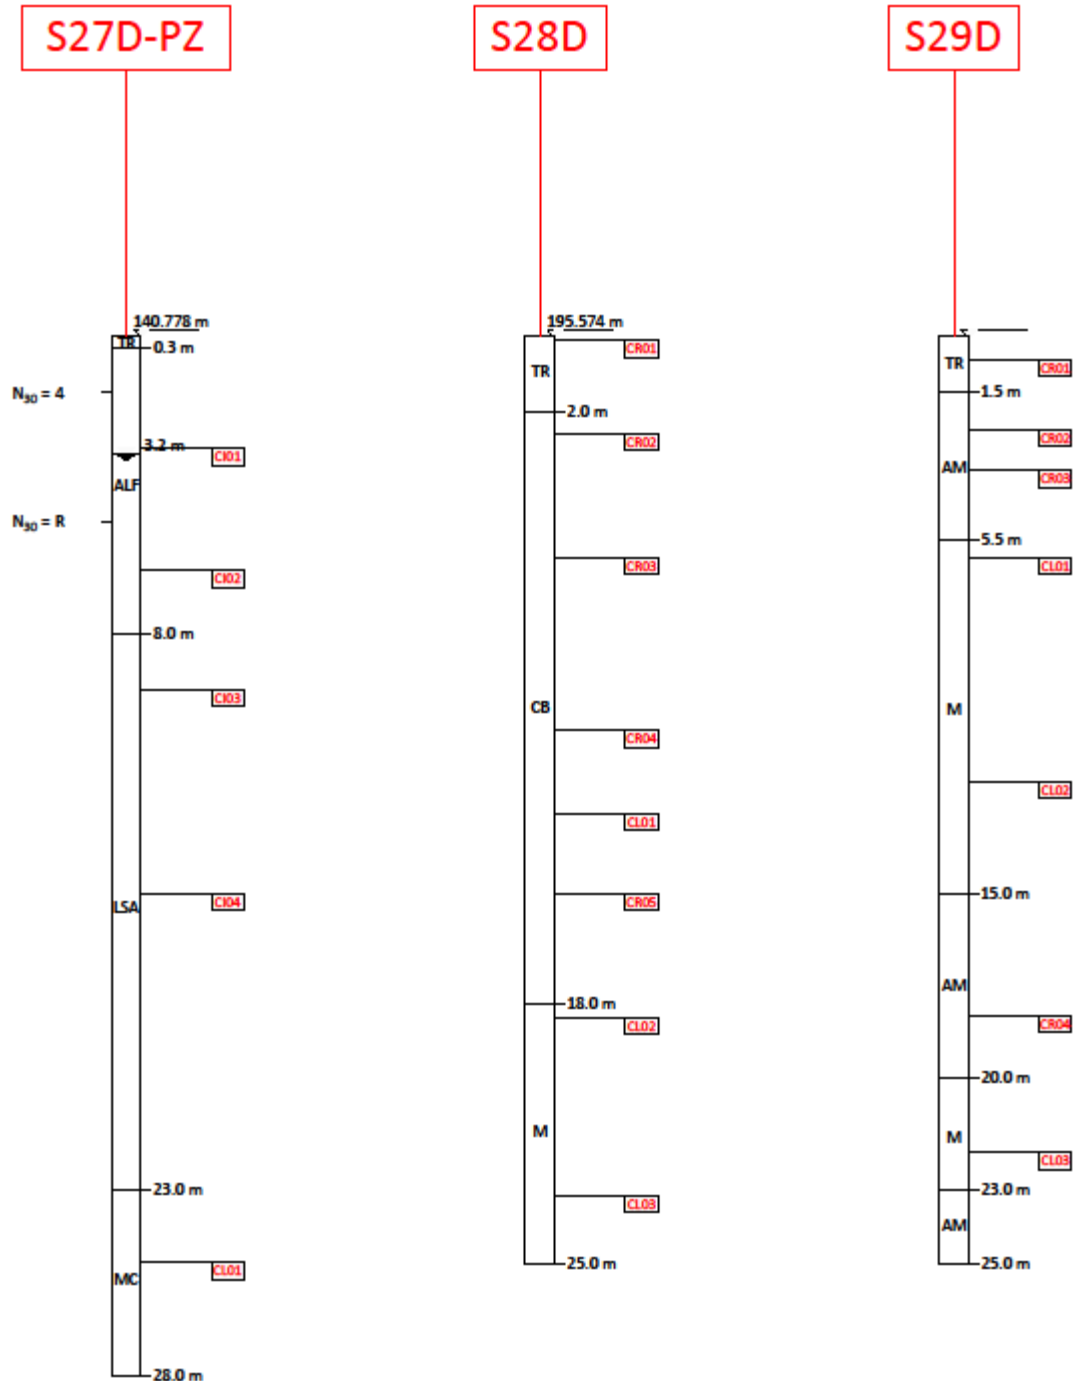 S27D-PZ
140.778 m
TR
0.3 m
N30 = 4
3.2 m
CI01
ALF
N30 = R
CI02
8.0 m
CI03
CI04
LSA
23.0 m
CL01
MC
28.0 m
S28D
195.574 m
CR01
TR
2.0 m
CR02
CR03
CB
CR04
CL01
CR05
18.0 m
CL02
M
CL03
25.0 m
S29D
TR
CR01
1.5 m
CR02
AM
CR03
5.5 m
CL01
M
CL02
15.0 m
AM
CR04
20.0 m
M
CL03
23.0 m
AM
25.0 m